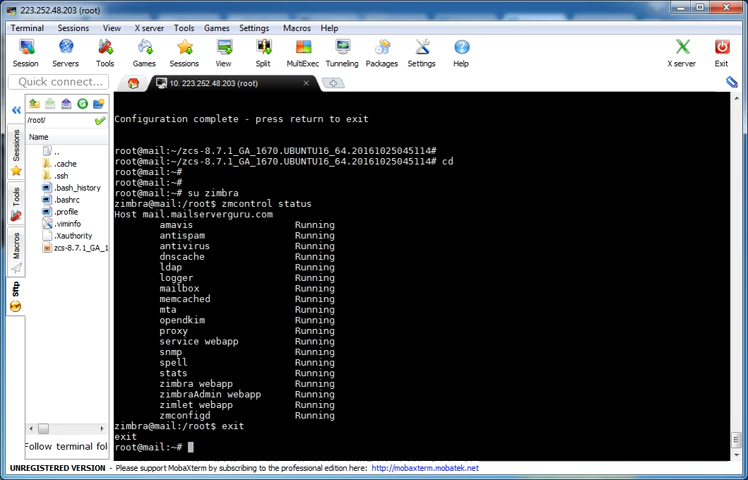 223.252.48.203 (root)
Terminal Sessions View X server Tools Games Settings Macros Help
Session Servers Tools Games Sessions View Split MultiExec Tunneling Packages Settings Help X server Exit
Quick connect...
10. 223.252.48.203 (root)
/root/
Name
..
.cache
.ssh
.bash_history
.bashrc
.profile
.viminfo
.Xauthority
zcs-8.7.1_GA_1
Follow terminal fol
Sessions
Tools
Macros
Sftp
Configuration complete - press return to exit
root@mail:~/zcs-8.7.1_GA_1670.UBUNTU16_64.20161025045114#
root@mail:~/zcs-8.7.1_GA_1670.UBUNTU16_64.20161025045114# cd
root@mail:~#
root@mail:~#
root@mail:~# su zimbra
zimbra@mail:/root$ zmcontrol status
Host mail.mailserverguru.com
amavis Running
antispam Running
antivirus Running
dnscache Running
ldap Running
logger Running
mailbox Running
memcached Running
mta Running
opendkim Running
proxy Running
service webapp Running
snmp Running
spell Running
stats Running
zimbra webapp Running
zimbraAdmin webapp Running
zimlet webapp Running
zmconfigd Running
zimbra@mail:/root$ exit
exit
root@mail:~#
UNREGISTERED VERSION - Please support MobaXterm by subscribing to the professional edition here: http://mobaxterm.mobatek.net